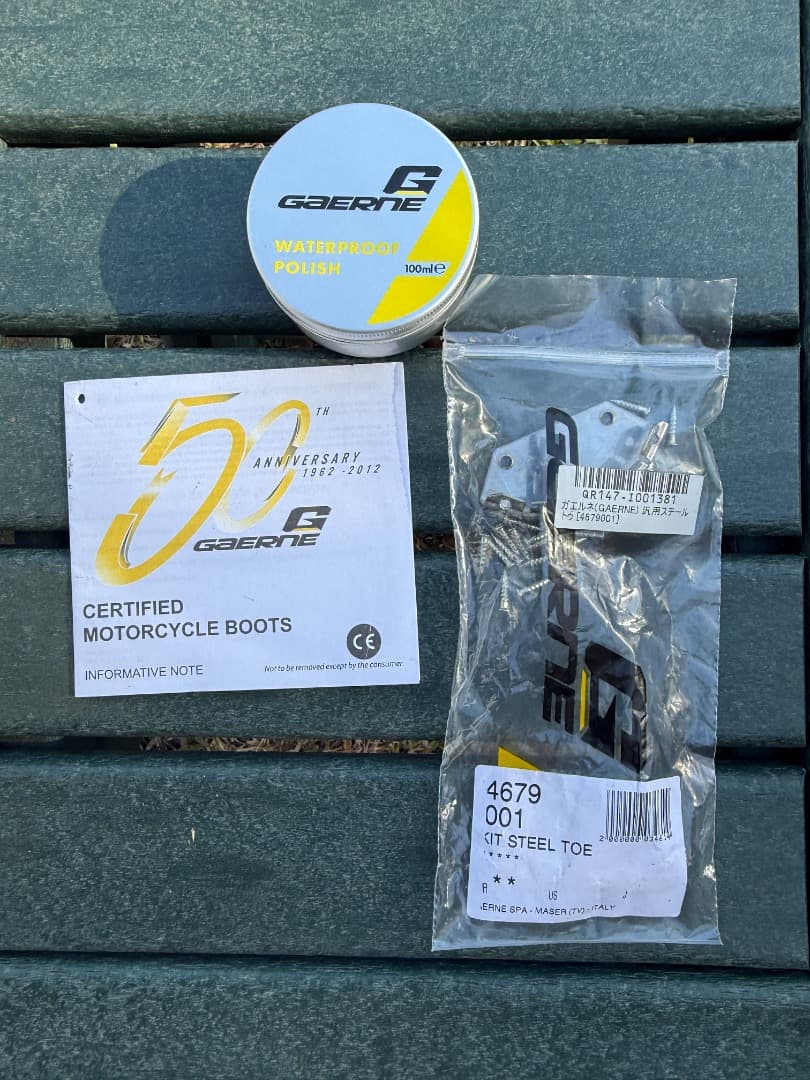 GAERNE
WATERPROOF
POLISH
100ml e
50TH
ANNIVERSARY
1962 - 2012
GAERNE
CERTIFIED
MOTORCYCLE BOOTS
CE
INFORMATIVE NOTE
Not to be removed except by the consumer
GAERNE
QR147-I001381
ガエルネ(GAERNE) 汎用スチール
トウ [4679001]
4679
001
KIT STEEL TOE
*****
**
US
ERNE SPA - MASER (TV) - ITALY